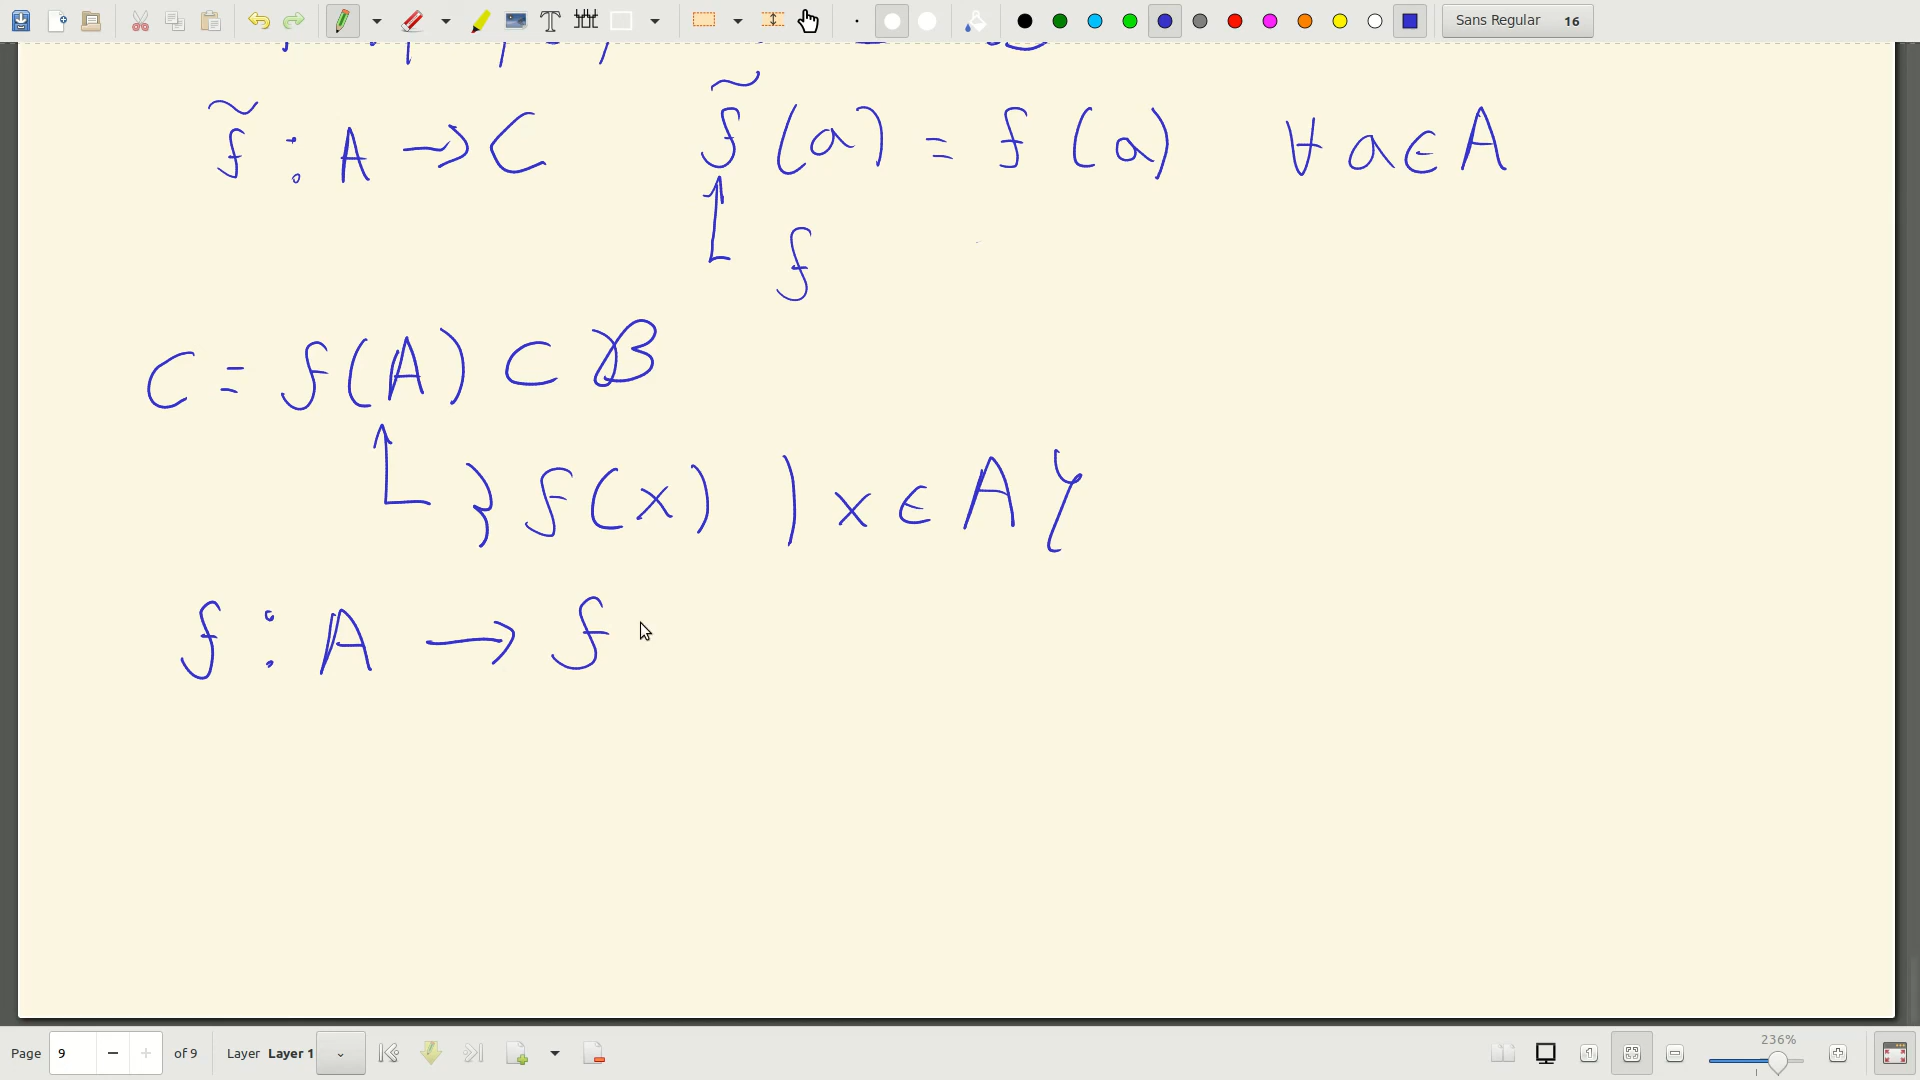 Sans Regular 16
f̃ : A → C f̃(a) = f(a) ∀ a ∈ A
f
C = f(A) ⊂ B
{ f(x) | x ∈ A }
f : A → f
Page 9 of 9 Layer Layer 1 236%